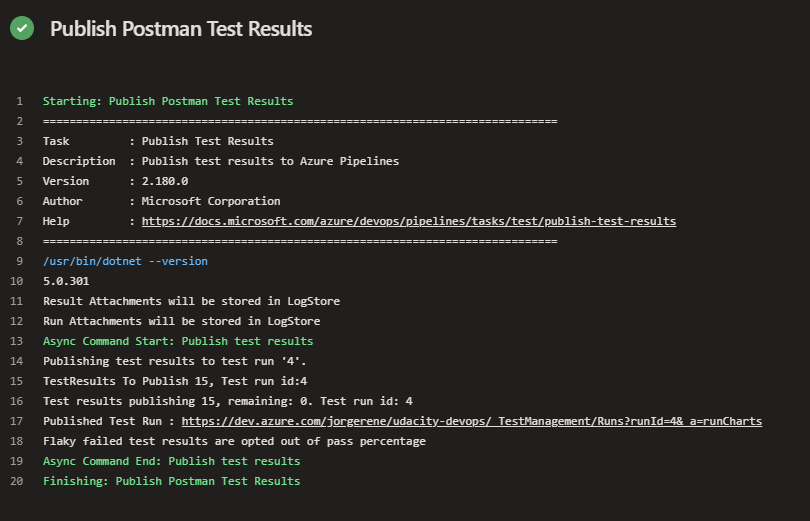 Publish Postman Test Results
1 Starting: Publish Postman Test Results
2 ==============================================================================
3 Task         : Publish Test Results
4 Description  : Publish test results to Azure Pipelines
5 Version      : 2.180.0
6 Author       : Microsoft Corporation
7 Help         : https://docs.microsoft.com/azure/devops/pipelines/tasks/test/publish-test-results
8 ==============================================================================
9 /usr/bin/dotnet --version
10 5.0.301
11 Result Attachments will be stored in LogStore
12 Run Attachments will be stored in LogStore
13 Async Command Start: Publish test results
14 Publishing test results to test run '4'.
15 TestResults To Publish 15, Test run id:4
16 Test results publishing 15, remaining: 0. Test run id: 4
17 Published Test Run : https://dev.azure.com/jorgerene/udacity-devops/_TestManagement/Runs?runId=4&_a=runCharts
18 Flaky failed test results are opted out of pass percentage
19 Async Command End: Publish test results
20 Finishing: Publish Postman Test Results